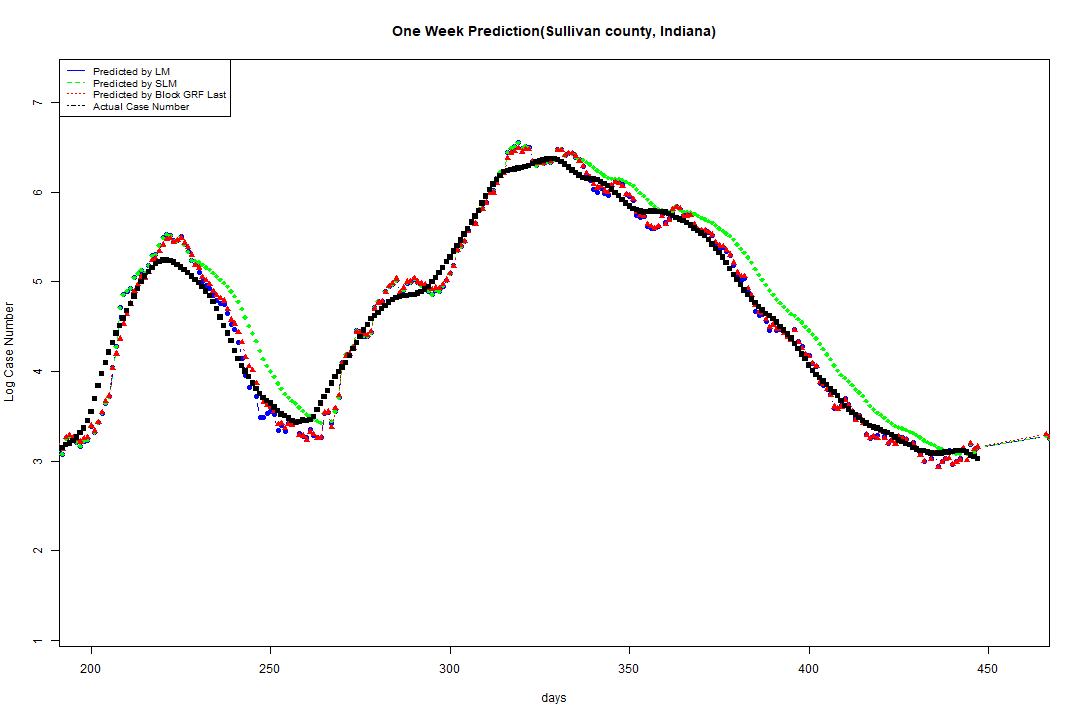 One Week Prediction(Sullivan county, Indiana)
Predicted by LM
Predicted by SLM
Predicted by Block GRF Last
Actual Case Number
7
6
5
4
3
2
1
Log Case Number
200 250 300 350 400 450
days